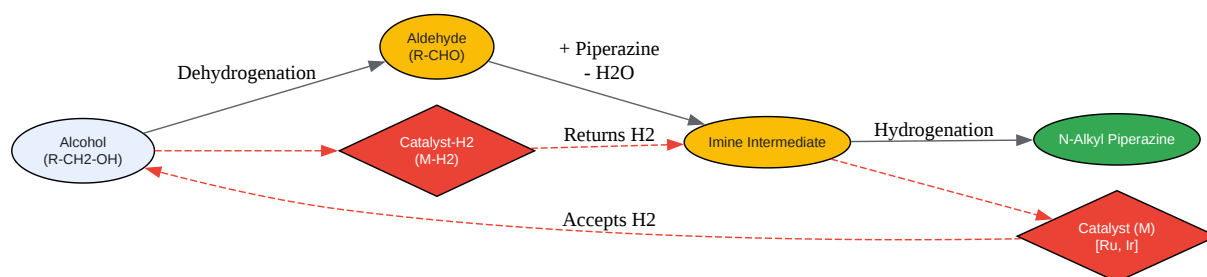 Aldehyde
(R-CHO)
+ Piperazine
- H2O
Dehydrogenation
Alcohol
(R-CH2-OH)
Catalyst-H2
(M-H2)
Returns H2
Imine Intermediate
Hydrogenation
N-Alkyl Piperazine
Accepts H2
Catalyst (M)
[Ru, Ir]